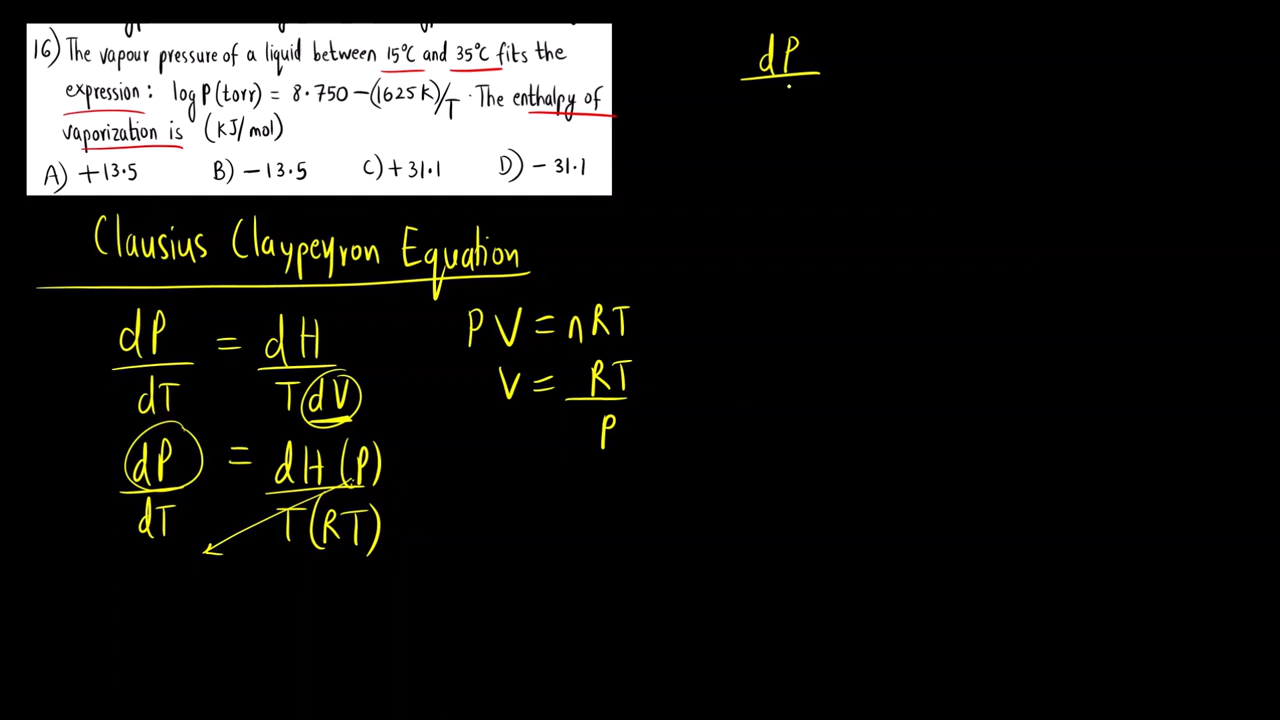 16) The vapour pressure of a liquid between 15°C and 35°C fits the
expression: log P (torr) = 8.750 - (1625 K)/T. The enthalpy of
vaporization is (KJ/mol)
A) +13.5 B) -13.5 C) +31.1 D) -31.1
Clausius Claypeyron Equation
dP/dT = dH/T dV
dP/dT = dH (P)/T(RT)
PV = nRT
V = RT/P
dP